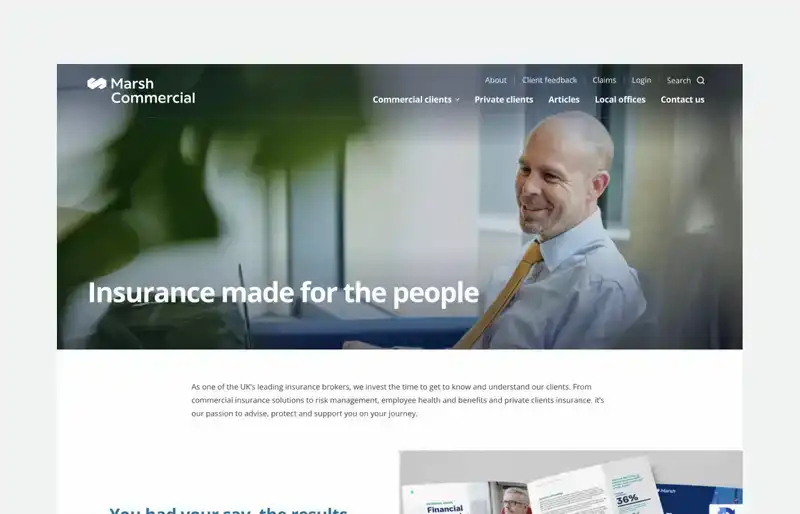 Marsh
Commercial
About
Client feedback
Claims
Login
Search
Commercial clients
Private clients
Articles
Local offices
Contact us
Insurance made for the people
As one of the UK's leading insurance brokers, we invest the time to get to know and understand our clients. From
commercial insurance solutions to risk management, employee health and benefits and private clients insurance. it's
our passion to advise, protect and support you on your journey.
You had your say, the results
Financial
36%
Marsh